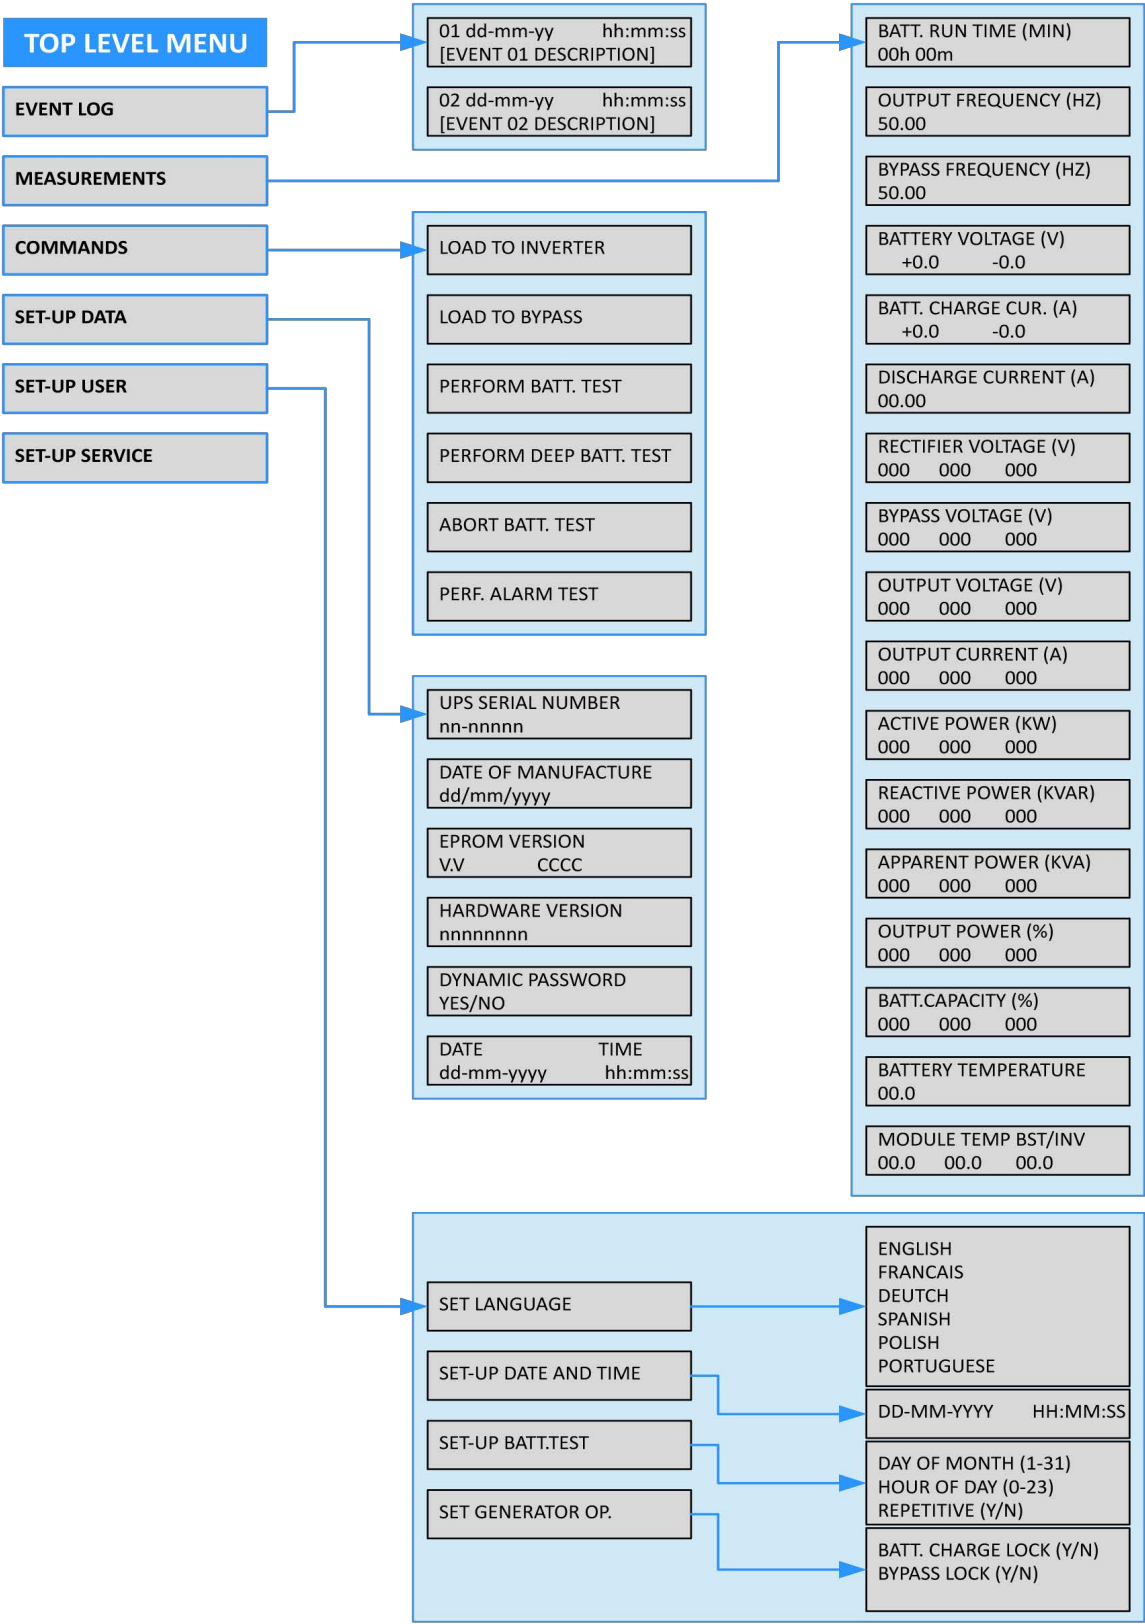 TOP LEVEL MENU
EVENT LOG
MEASUREMENTS
COMMANDS
SET-UP DATA
SET-UP USER
SET-UP SERVICE
01 dd-mm-yy hh:mm:ss
[EVENT 01 DESCRIPTION]
02 dd-mm-yy hh:mm:ss
[EVENT 02 DESCRIPTION]
LOAD TO INVERTER
LOAD TO BYPASS
PERFORM BATT. TEST
PERFORM DEEP BATT. TEST
ABORT BATT. TEST
PERF. ALARM TEST
UPS SERIAL NUMBER
nn-nnnnn
DATE OF MANUFACTURE
dd/mm/yyyy
EPROM VERSION
V.V CCCC
HARDWARE VERSION
nnnnnnnn
DYNAMIC PASSWORD
YES/NO
DATE TIME
dd-mm-yyyy hh:mm:ss
BATT. RUN TIME (MIN)
00h 00m
OUTPUT FREQUENCY (HZ)
50.00
BYPASS FREQUENCY (HZ)
50.00
BATTERY VOLTAGE (V)
+0.0 -0.0
BATT. CHARGE CUR. (A)
+0.0 -0.0
DISCHARGE CURRENT (A)
00.00
RECTIFIER VOLTAGE (V)
000 000 000
BYPASS VOLTAGE (V)
000 000 000
OUTPUT VOLTAGE (V)
000 000 000
OUTPUT CURRENT (A)
000 000 000
ACTIVE POWER (KW)
000 000 000
REACTIVE POWER (KVAR)
000 000 000
APPARENT POWER (KVA)
000 000 000
OUTPUT POWER (%)
000 000 000
BATT.CAPACITY (%)
000 000 000
BATTERY TEMPERATURE
00.0
MODULE TEMP BST/INV
00.0 00.0 00.0
SET LANGUAGE
SET-UP DATE AND TIME
SET-UP BATT.TEST
SET GENERATOR OP.
ENGLISH
FRANCAIS
DEUTCH
SPANISH
POLISH
PORTUGUESE
DD-MM-YYYY HH:MM:SS
DAY OF MONTH (1-31)
HOUR OF DAY (0-23)
REPETITIVE (Y/N)
BATT. CHARGE LOCK (Y/N)
BYPASS LOCK (Y/N)